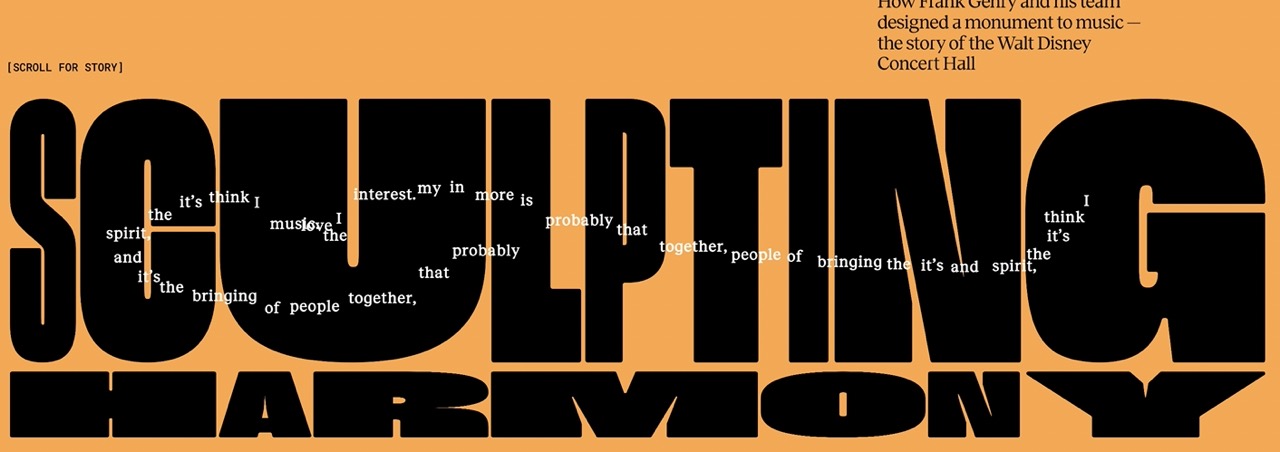 How Frank Gehry and his team
designed a monument to music —
the story of the Walt Disney
Concert Hall
[SCROLL FOR STORY]
SCULPTING
I think it's the spirit, and it's the bringing of people together, that probably is more in my interest. I love the music I think it's the spirit, and it's the bringing of people together, that probably
HARMONY